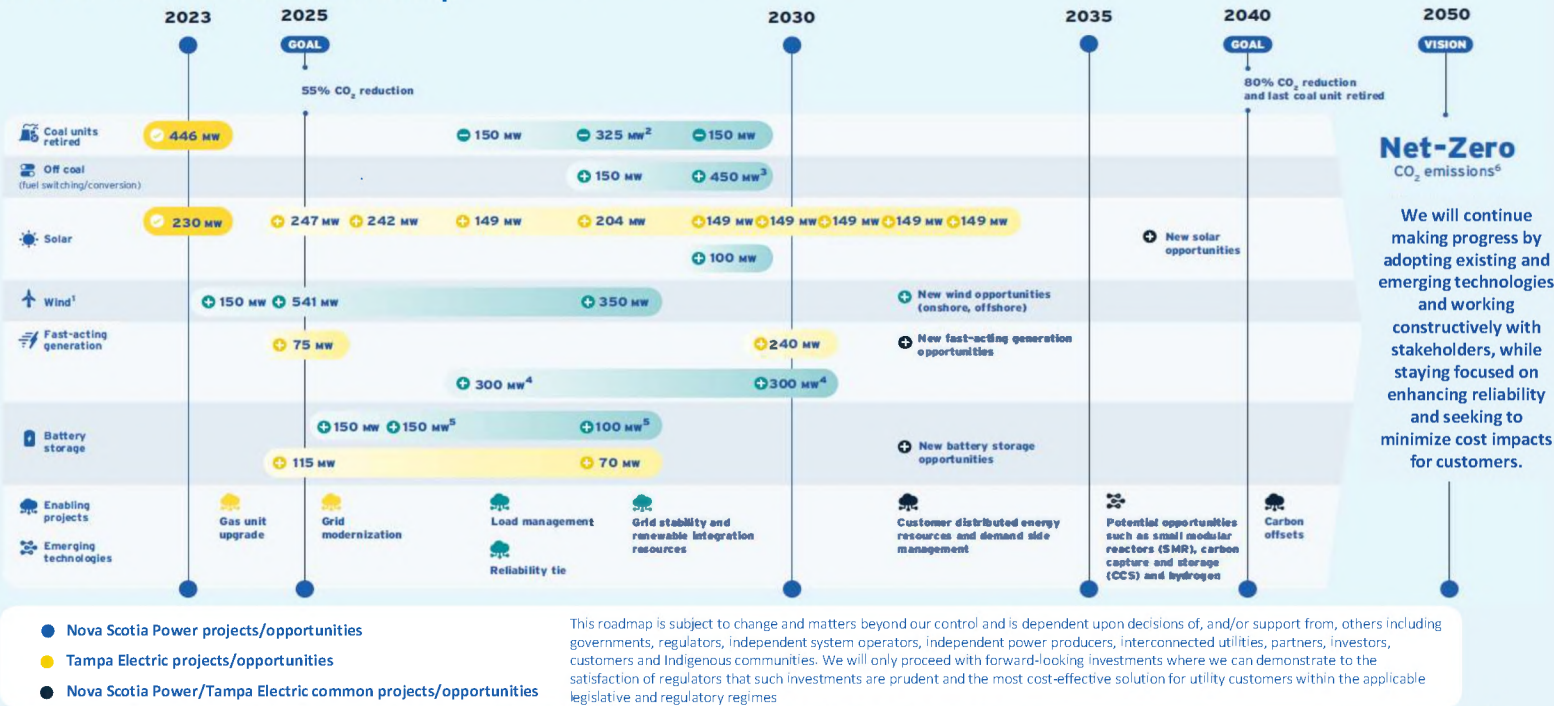 2023
2025
2030
2035
2040
2050
GOAL
GOAL
VISION
55% CO₂ reduction
80% CO₂ reduction
and last coal unit retired
Coal units
retired
446 MW
150 MW
325 MW²
150 MW
Off coal
(fuel switching/conversion)
150 MW
450 MW³
Solar
230 MW
247 MW
242 MW
149 MW
204 MW
149 MW
149 MW
149 MW
149 MW
149 MW
100 MW
New solar
opportunities
Wind¹
150 MW
541 MW
350 MW
New wind opportunities
(onshore, offshore)
Fast-acting
generation
75 MW
240 MW
New fast-acting generation
opportunities
300 MW⁴
300 MW⁴
Battery
storage
150 MW
150 MW⁵
100 MW⁵
115 MW
70 MW
New battery storage
opportunities
Enabling
projects
Emerging
technologies
Gas unit
upgrade
Grid
modernization
Load management
Reliability tie
Grid stability and
renewable integration
resources
Customer distributed energy
resources and demand side
management
Potential opportunities
such as small modular
reactors (SMR), carbon
capture and storage
(CCS) and hydrogen
Carbon
offsets
Net-Zero
CO₂ emissions⁶
We will continue
making progress by
adopting existing and
emerging technologies
and working
constructively with
stakeholders, while
staying focused on
enhancing reliability
and seeking to
minimize cost impacts
for customers.
Nova Scotia Power projects/opportunities
Tampa Electric projects/opportunities
Nova Scotia Power/Tampa Electric common projects/opportunities
This roadmap is subject to change and matters beyond our control and is dependent upon decisions of, and/or support from, others including
governments, regulators, independent system operators, independent power producers, interconnected utilities, partners, investors,
customers and Indigenous communities. We will only proceed with forward-looking investments where we can demonstrate to the
satisfaction of regulators that such investments are prudent and the most cost-effective solution for utility customers within the applicable
legislative and regulatory regimes